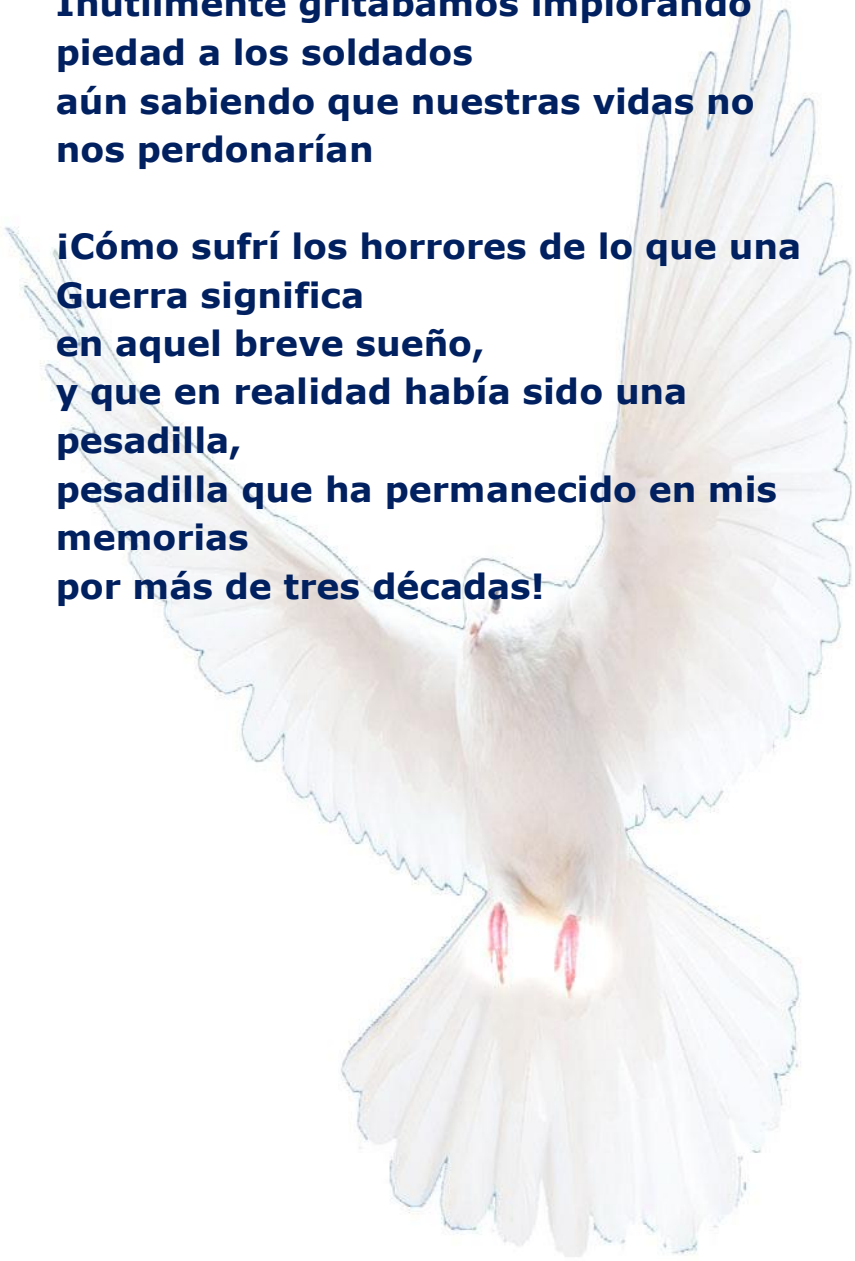 Inútilmente gritábamos implorando
piedad a los soldados
aún sabiendo que nuestras vidas no
nos perdonarían
¡Cómo sufrí los horrores de lo que una
Guerra significa
en aquel breve sueño,
y que en realidad había sido una
pesadilla,
pesadilla que ha permanecido en mis
memorias
por más de tres décadas!